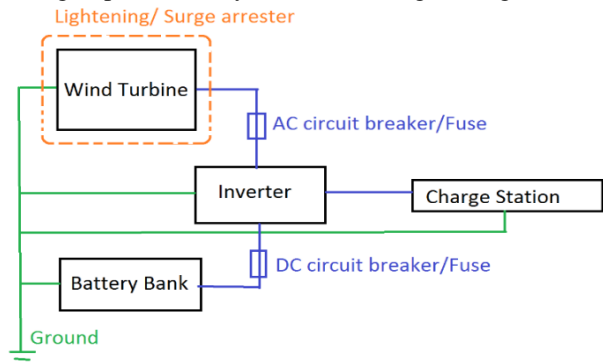 Lightening/ Surge arrester
Wind Turbine
AC circuit breaker/Fuse
Inverter
Charge Station
DC circuit breaker/Fuse
Battery Bank
Ground